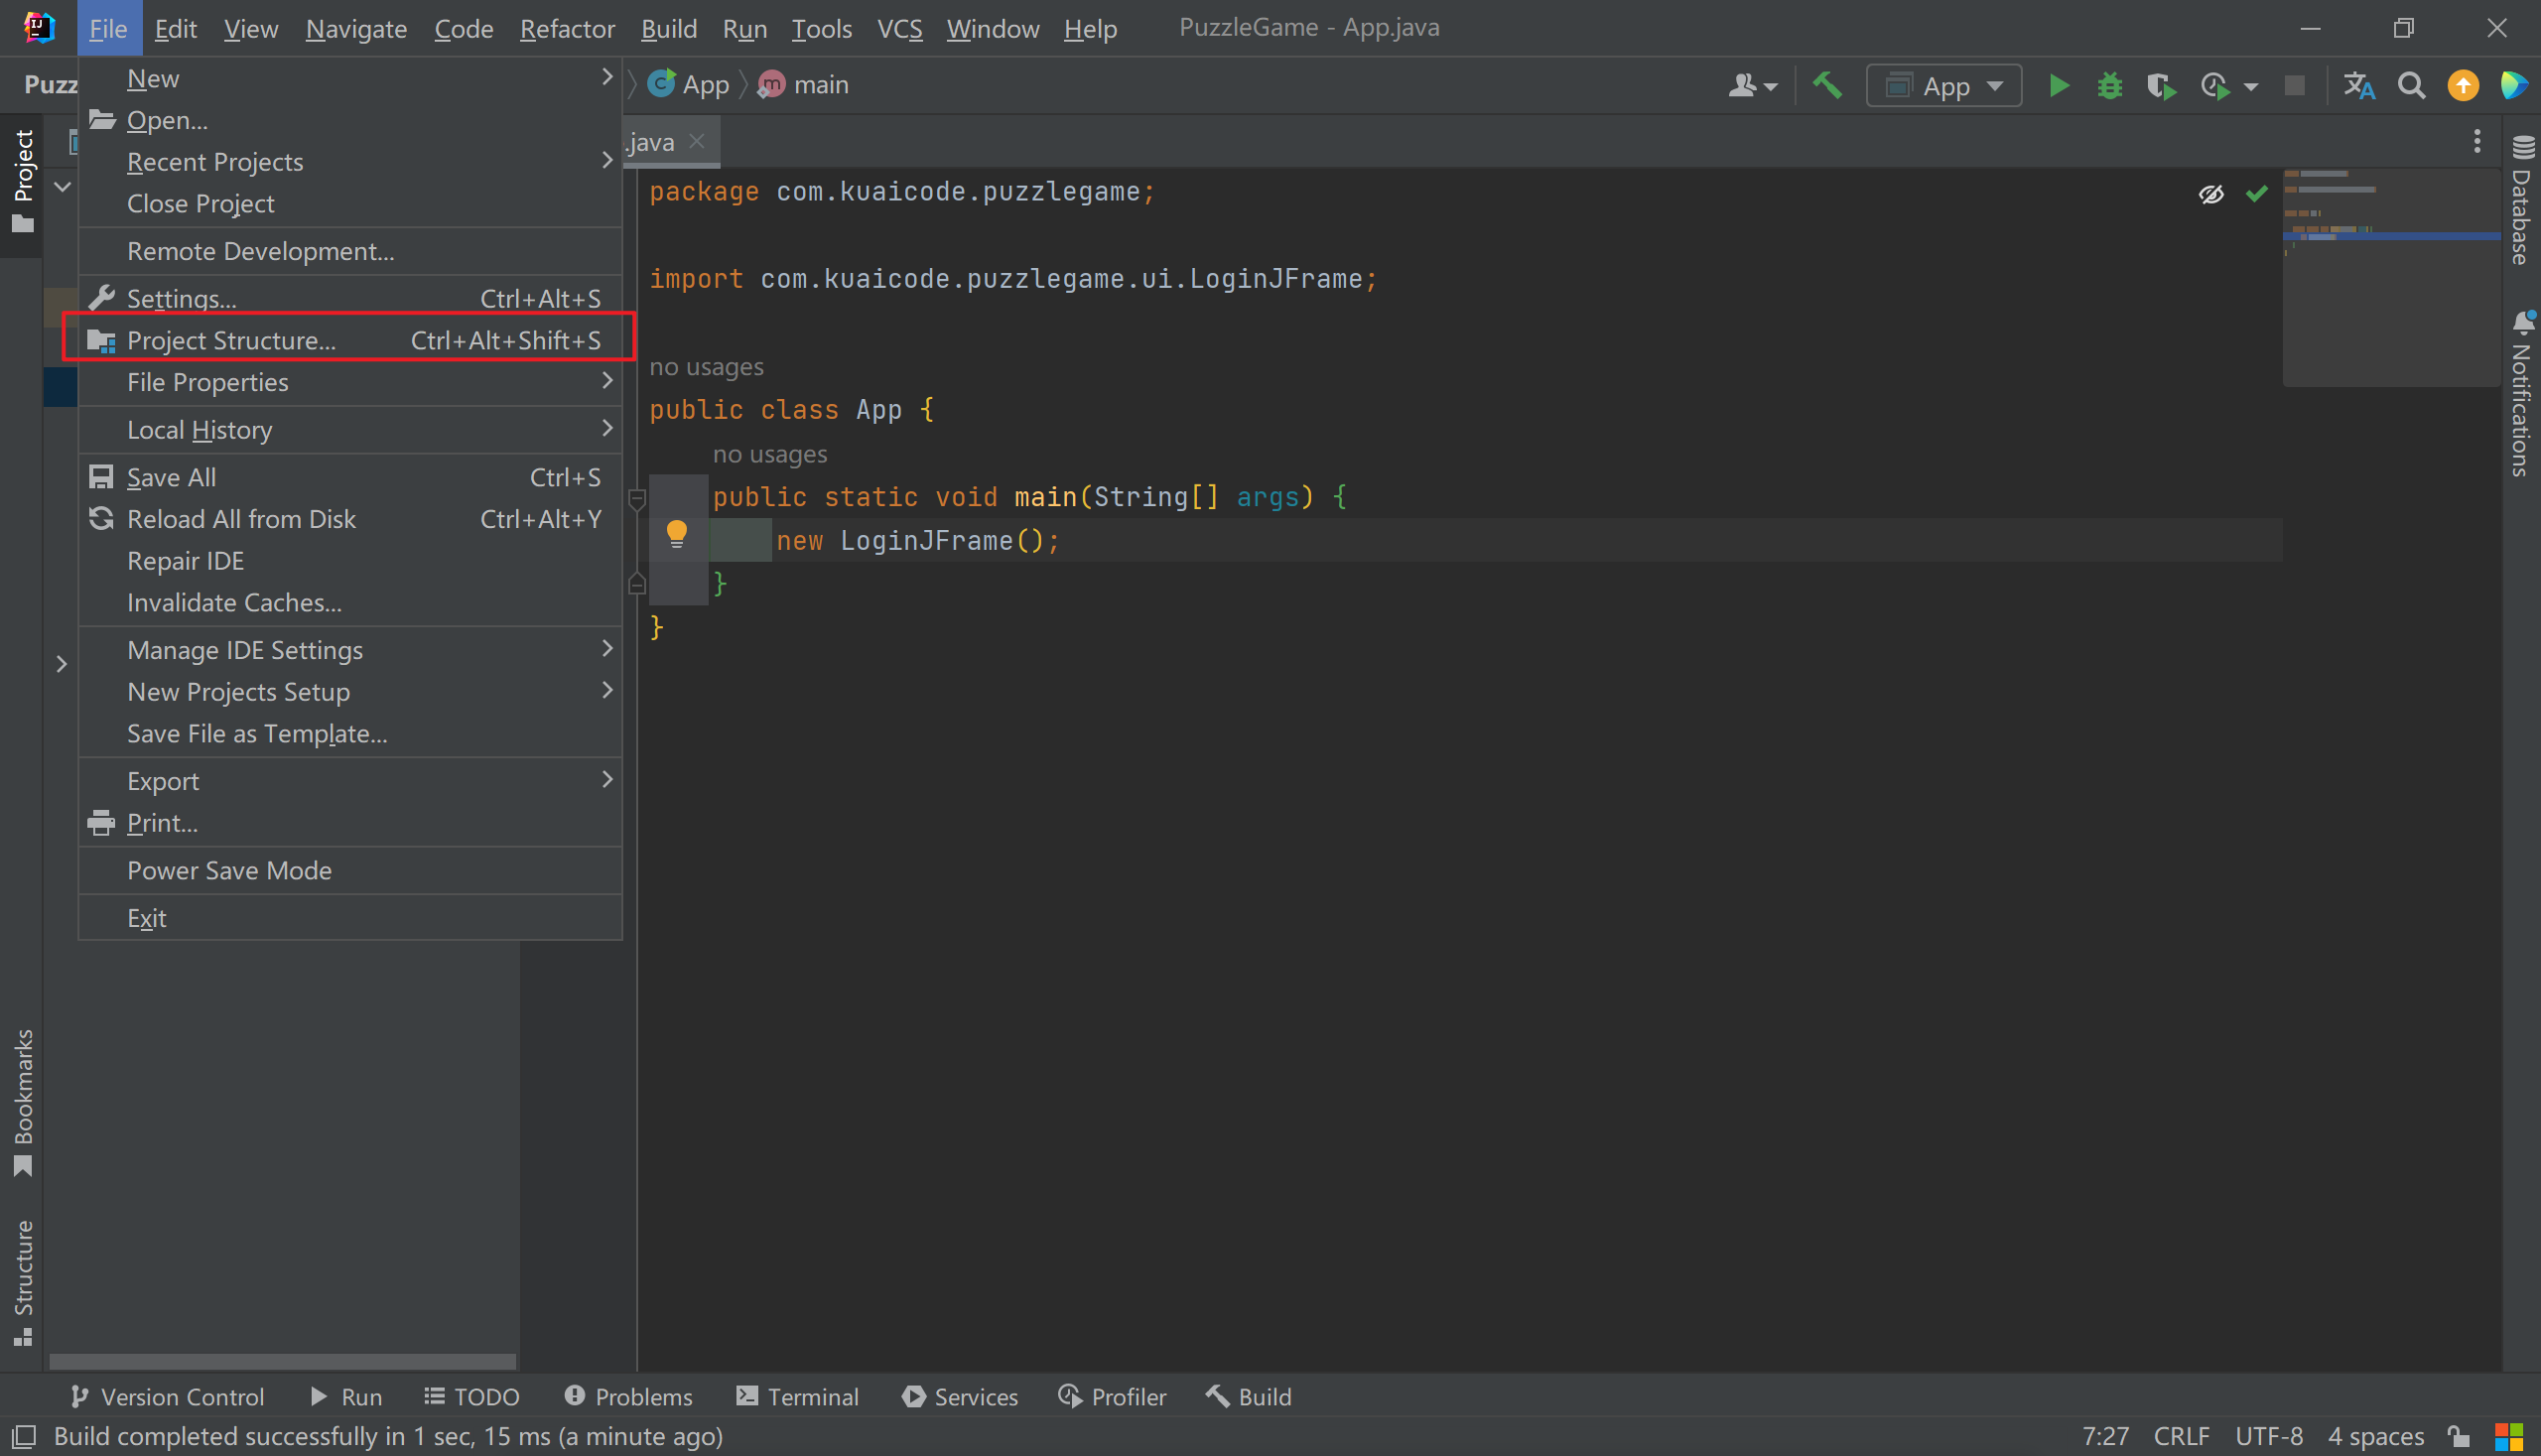 File Edit View Navigate Code Refactor Build Run Tools VCS Window Help PuzzleGame - App.java
Puzz App main App
New
Open...
Recent Projects
Close Project
Remote Development...
Settings... Ctrl+Alt+S
Project Structure... Ctrl+Alt+Shift+S
File Properties
Local History
Save All Ctrl+S
Reload All from Disk Ctrl+Alt+Y
Repair IDE
Invalidate Caches...
Manage IDE Settings
New Projects Setup
Save File as Template...
Export
Print...
Power Save Mode
Exit
.java
package com.kuaicode.puzzlegame;
import com.kuaicode.puzzlegame.ui.LoginJFrame;
no usages
public class App {
no usages
public static void main(String[] args) {
new LoginJFrame();
}
}
Project
Bookmarks
Structure
Database
Notifications
Version Control Run TODO Problems Terminal Services Profiler Build
Build completed successfully in 1 sec, 15 ms (a minute ago) 7:27 CRLF UTF-8 4 spaces